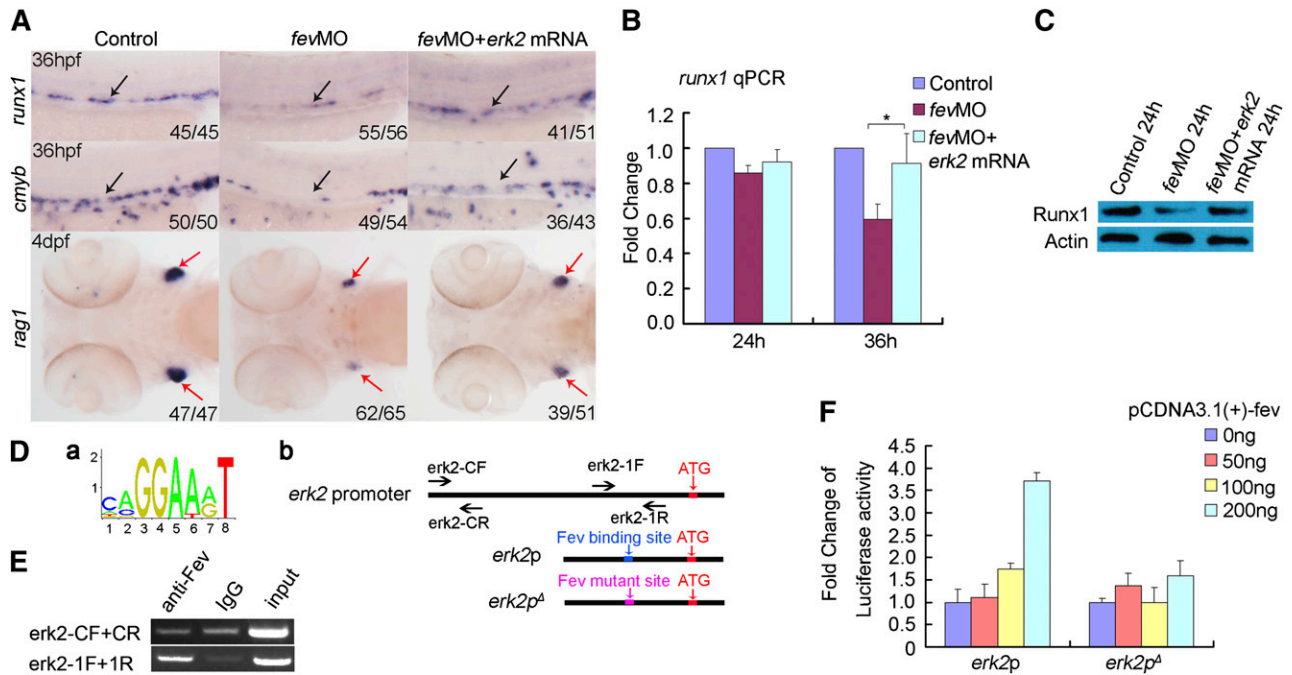 A
Control
fevMO
fevMO+erk2 mRNA
runx1
36hpf
45/45
55/56
41/51
cmyb
36hpf
50/50
49/54
36/43
rag1
4dpf
47/47
62/65
39/51
B
runx1 qPCR
Control
fevMO
fevMO+
erk2 mRNA
Fold Change
1.2
1.0
0.8
0.6
0.4
0.2
0.0
*
24h
36h
C
Control 24h
fevMO 24h
fevMO+erk2
mRNA 24h
Runx1
Actin
D
a
2
1
CAGGAAAT
G
1 2 3 4 5 6 7 8
b
erk2 promoter
erk2-CF
erk2-CR
erk2-1F
erk2-1R
ATG
erk2p
Fev binding site
ATG
erk2pΔ
Fev mutant site
ATG
E
anti-Fev
IgG
input
erk2-CF+CR
erk2-1F+1R
F
pCDNA3.1(+)-fev
0ng
50ng
100ng
200ng
Fold Change of
Luciferase activity
4.5
4.0
3.5
3.0
2.5
2.0
1.5
1.0
0.5
0
erk2p
erk2pΔ